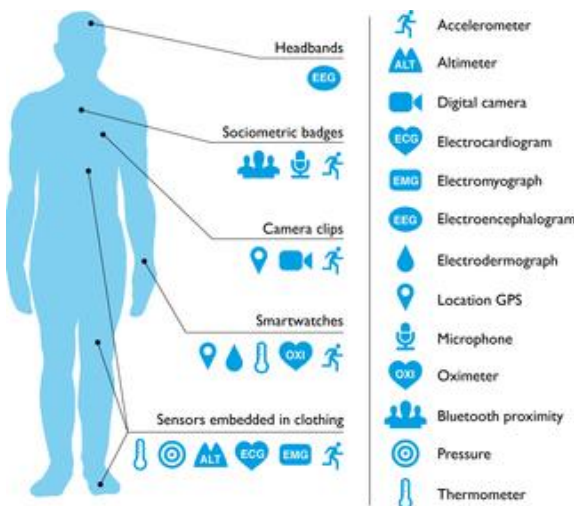 Headbands
EEG
Sociometric badges
Camera clips
Smartwatches
OXI
Sensors embedded in clothing
ALT
ECG
EMG
Accelerometer
ALT
Altimeter
Digital camera
ECG
Electrocardiogram
EMG
Electromyograph
EEG
Electroencephalogram
Electrodermograph
Location GPS
Microphone
OXI
Oximeter
Bluetooth proximity
Pressure
Thermometer